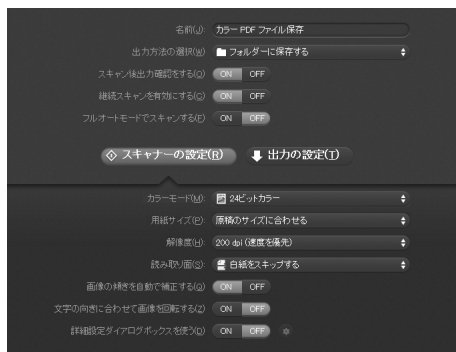 名前(J): カラー PDF ファイル保存
出力方法の選択(W) フォルダーに保存する
スキャン後出力確認をする(O) ON OFF
継続スキャンを有効にする(C) ON OFF
フルオートモードでスキャンする(F) ON OFF
スキャナーの設定(R) 出力の設定(T)
カラーモード(M): 24ビットカラー
用紙サイズ(P): 原稿のサイズに合わせる
解像度(H): 200 dpi (速度を優先)
読み取り面(S): 白紙をスキップする
画像の傾きを自動で補正する(Q) ON OFF
文字の向きに合わせて画像を回転する(Z) ON OFF
詳細設定ダイアログボックスを使う(D) ON OFF